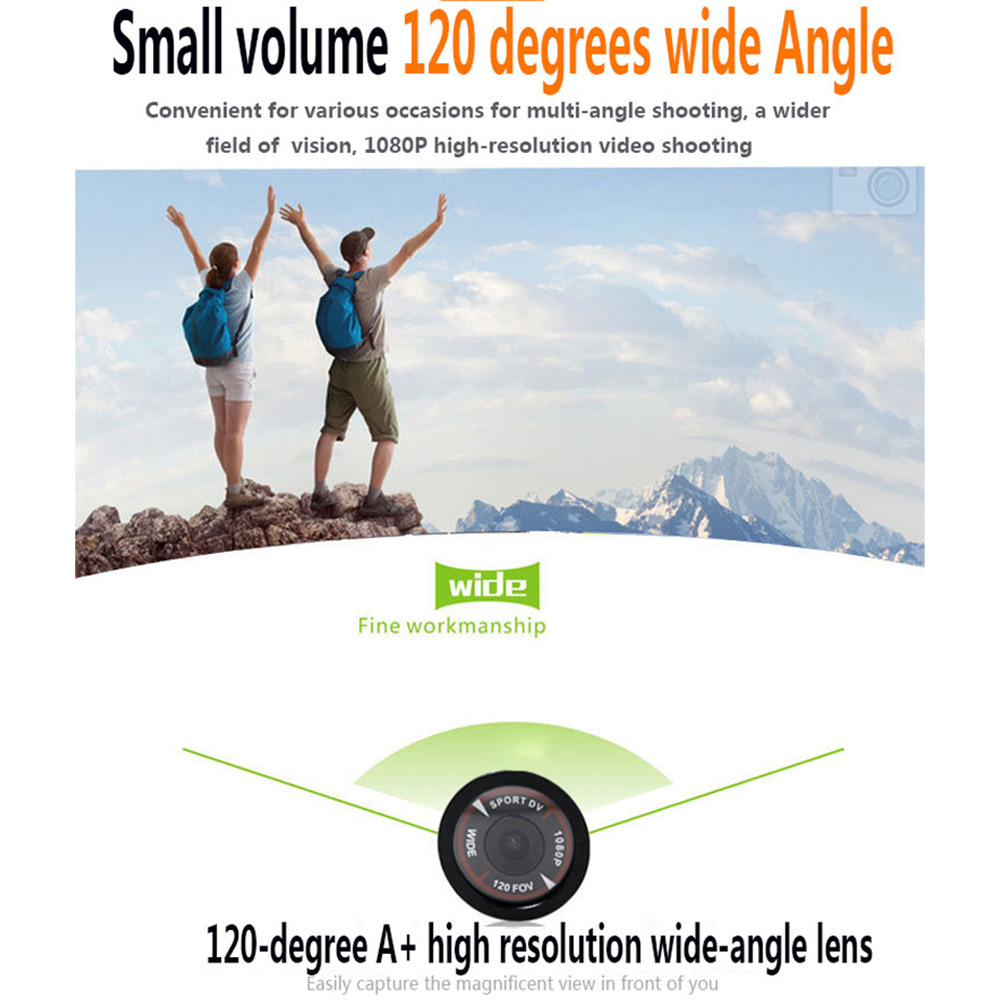 Small volume 120 degrees wide Angle
Convenient for various occasions for multi-angle shooting, a wider
field of vision, 1080P high-resolution video shooting
wide
Fine workmanship
SPORT DV
WIDE
1080P
120 FOV
120-degree A+ high resolution wide-angle lens
Easily capture the magnificent view in front of you